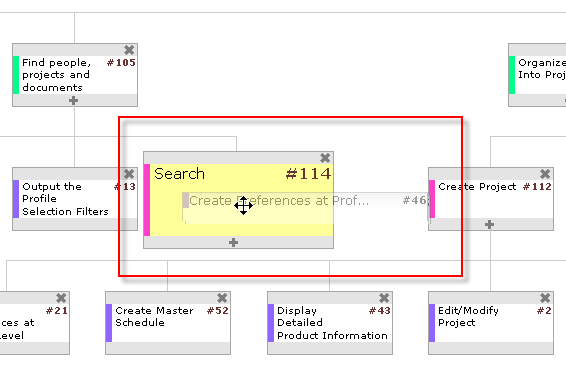 Find people, #105
projects and
documents
Organize
Into Proj
Search #114
Create Preferences at Prof... #46
Output the #13
Profile
Selection Filters
Create Project #112
#21
ces at
evel
Create Master #52
Schedule
Display #43
Detailed
Product Information
Edit/Modify #2
Project